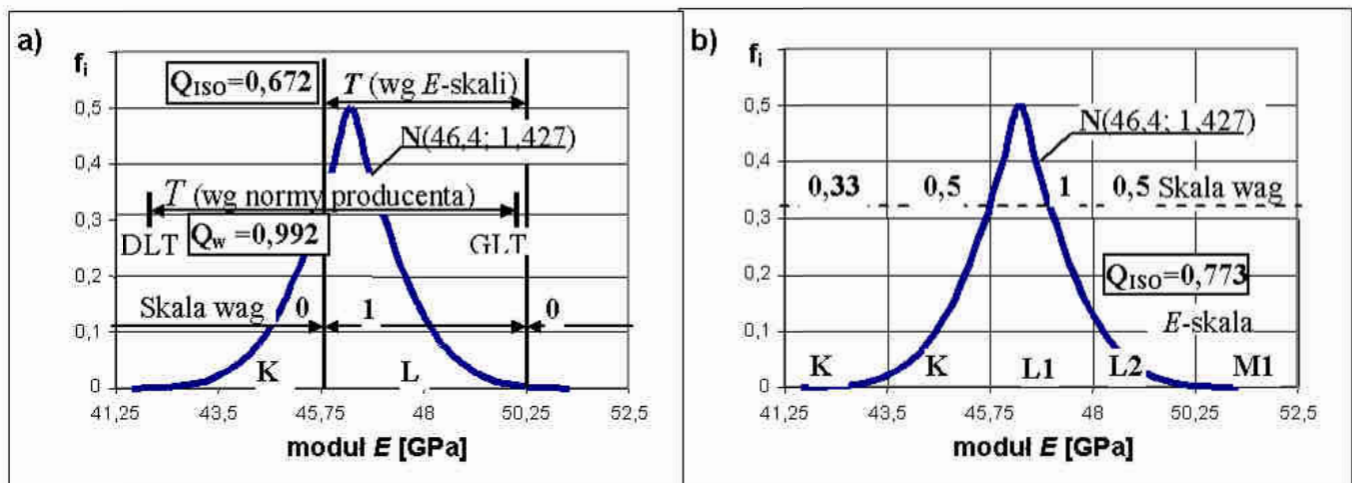 a)
fi
QISO=0,672
T (wg E-skali)
0,5
N(46,4; 1,427)
0,4
T (wg normy producenta)
0,3
DLT
Qw =0,992
GLT
0,2
Skala wag 0 1 0
0,1
K L
0
41,25 43,5 45,75 48 50,25 52,5
moduł E [GPa]
b)
fi
0,5
N(46,4; 1,427)
0,4
0,33 0,5 1 0,5 Skala wag
0,3
QISO=0,773
0,2
E-skala
0,1
K K L1 L2 M1
0
41,25 43,5 45,75 48 50,25 52,5
moduł E [GPa]